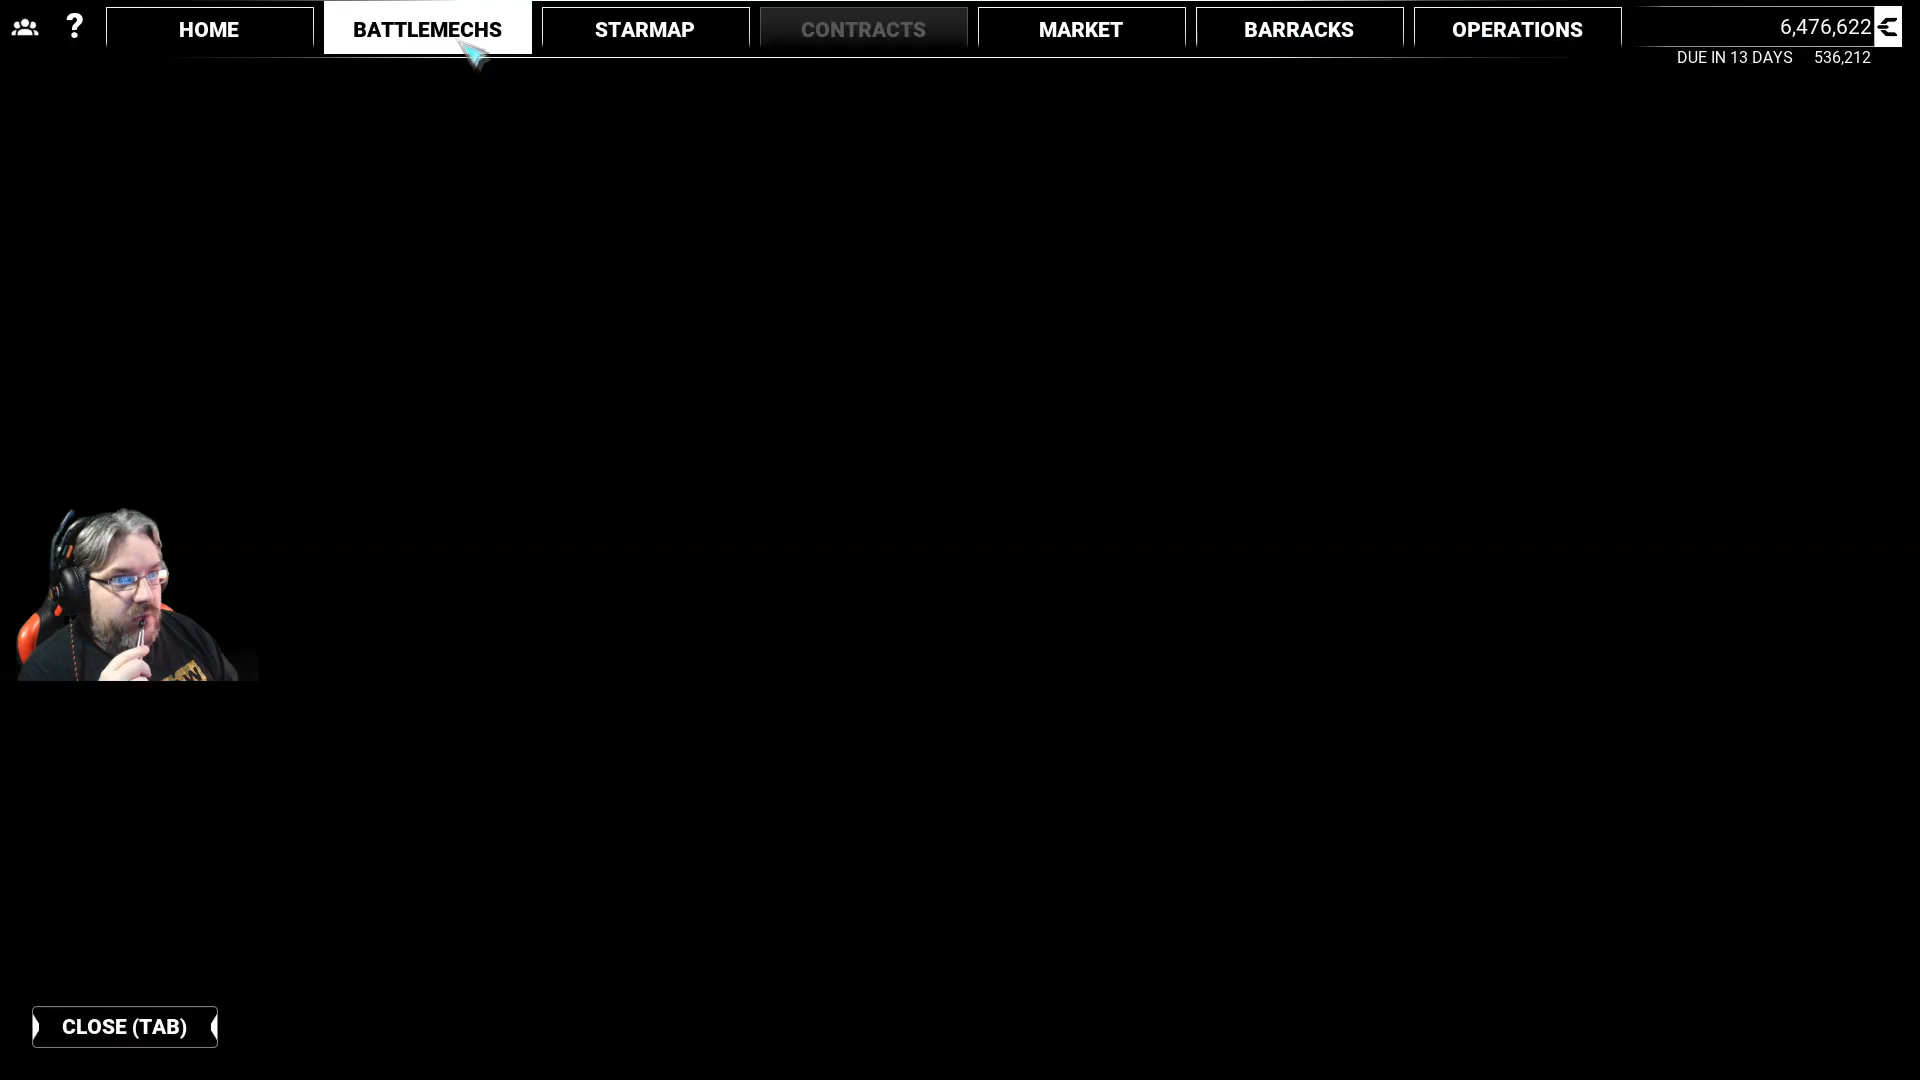 ?
HOME
BATTLEMECHS
STARMAP
CONTRACTS
MARKET
BARRACKS
OPERATIONS
6,476,622
DUE IN 13 DAYS 536,212
CLOSE (TAB)